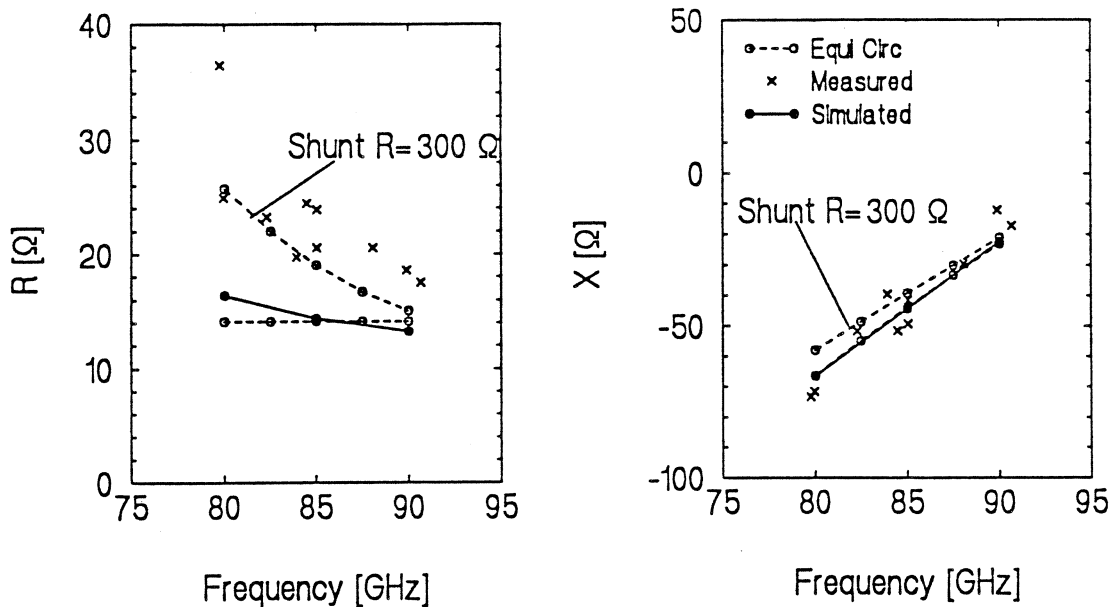 40
30
20
10
0
R [Ω]
Shunt R= 300 Ω
75 80 85 90 95
Frequency [GHz]
50
0
-50
-100
X [Ω]
Equi Circ
Measured
Simulated
Shunt R= 300 Ω
75 80 85 90 95
Frequency [GHz]